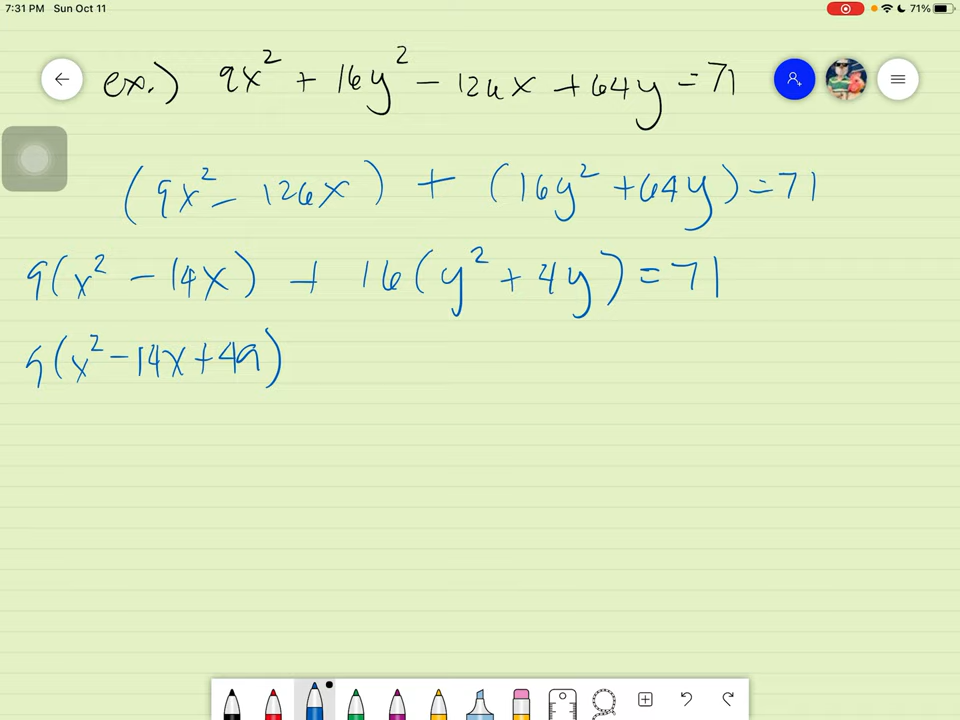 7:31 PM Sun Oct 11
71%
ex.) 9x² + 16y² - 126x + 64y = 71
(9x² - 126x) + (16y² + 64y) = 71
9(x² - 14x) + 16(y² + 4y) = 71
9(x² - 14x + 49)